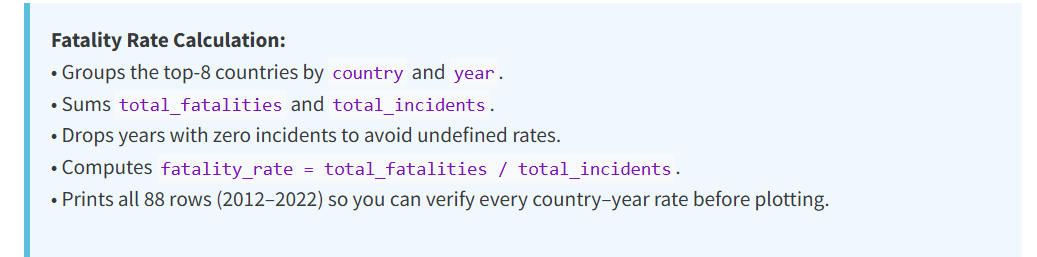 Fatality Rate Calculation:
• Groups the top-8 countries by country and year.
• Sums total_fatalities and total_incidents.
• Drops years with zero incidents to avoid undefined rates.
• Computes fatality_rate = total_fatalities / total_incidents.
• Prints all 88 rows (2012–2022) so you can verify every country–year rate before plotting.